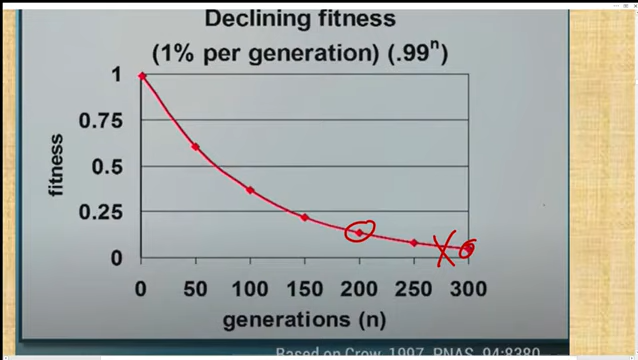 Declining fitness
(1% per generation) (.99ⁿ)
1
0.75
0.5
0.25
0
fitness
0 50 100 150 200 250 300
generations (n)
Based on Crow, 1997, PNAS, 94:8380